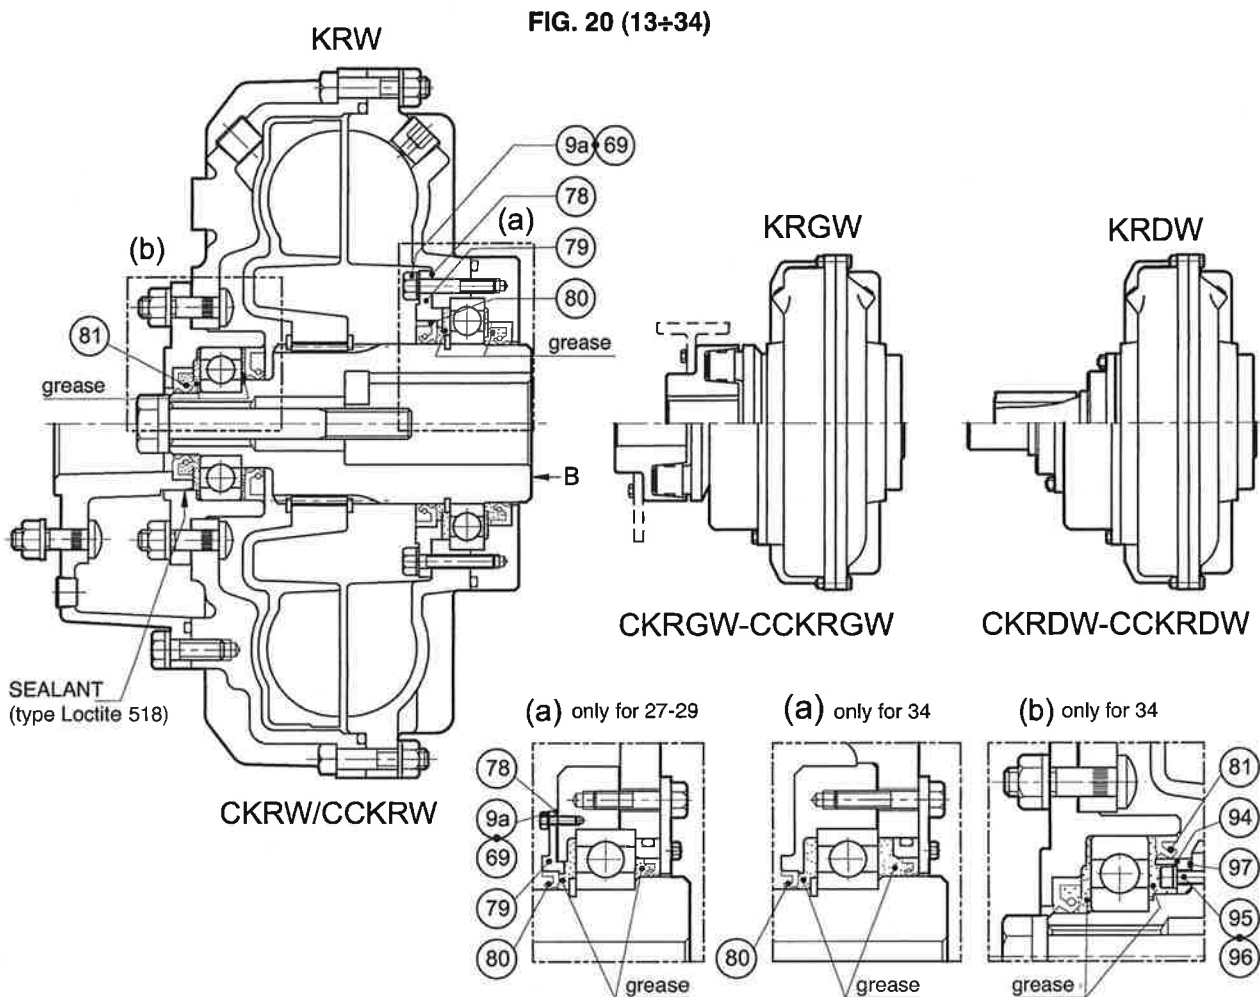 FIG. 20 (13÷34)
KRW
9a 69
78
(a)
79
(b)
80
81
grease
grease
B
KRGW
KRDW
CKRGW-CCKRGW
CKRDW-CCKRDW
SEALANT
(type Loctite 518)
CKRW/CCKRW
(a) only for 27-29
78
9a
69
79
80
grease
(a) only for 34
80
grease
(b) only for 34
81
94
97
95
96
grease